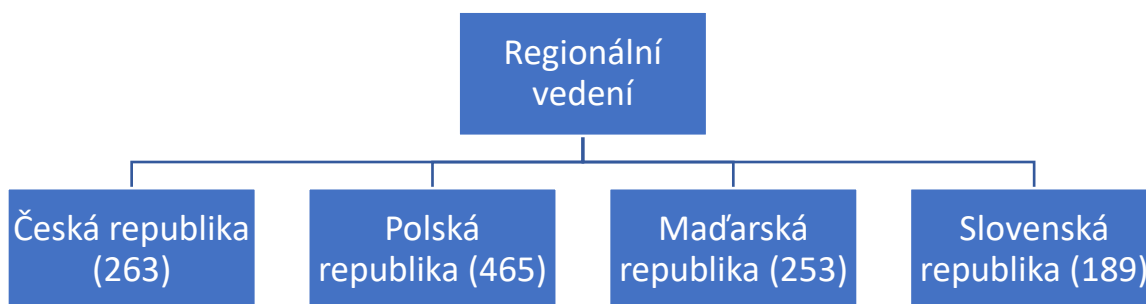 Regionální
vedení
Česká republika
(263)
Polská
republika (465)
Maďarská
republika (253)
Slovenská
republika (189)